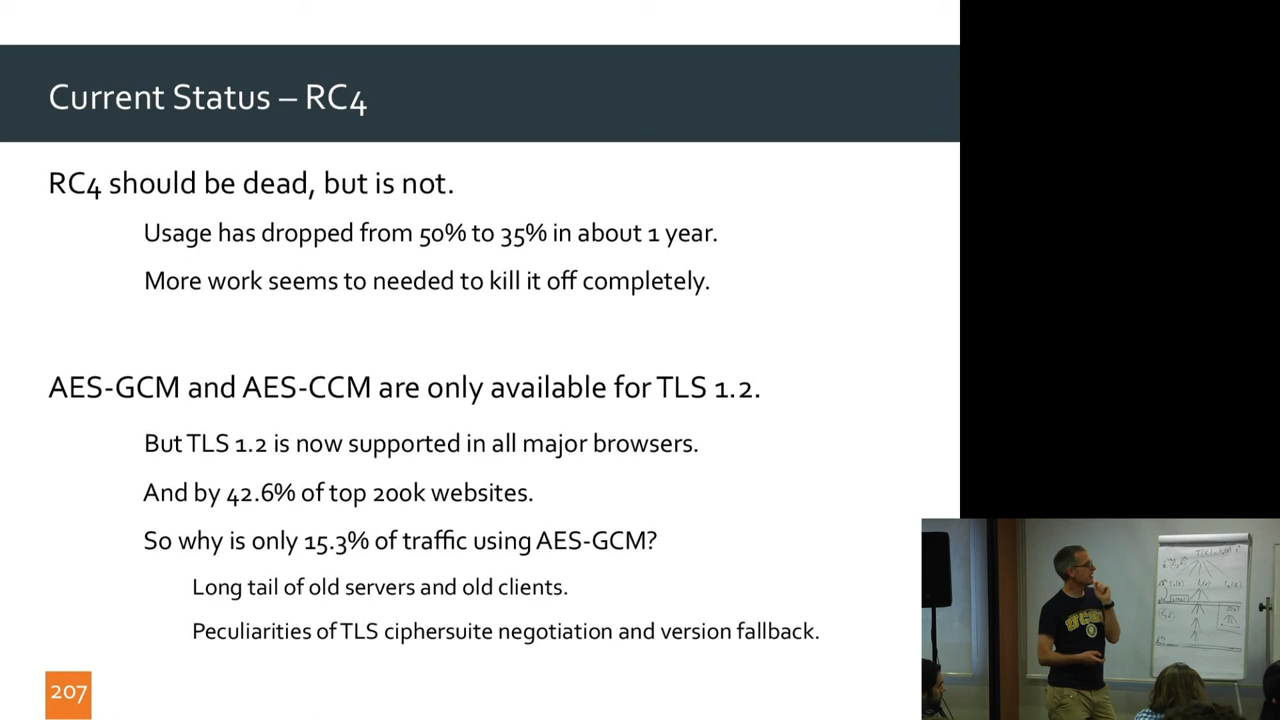 Current Status – RC4
RC4 should be dead, but is not.
Usage has dropped from 50% to 35% in about 1 year.
More work seems to needed to kill it off completely.
AES-GCM and AES-CCM are only available for TLS 1.2.
But TLS 1.2 is now supported in all major browsers.
And by 42.6% of top 200k websites.
So why is only 15.3% of traffic using AES-GCM?
Long tail of old servers and old clients.
Peculiarities of TLS ciphersuite negotiation and version fallback.
207